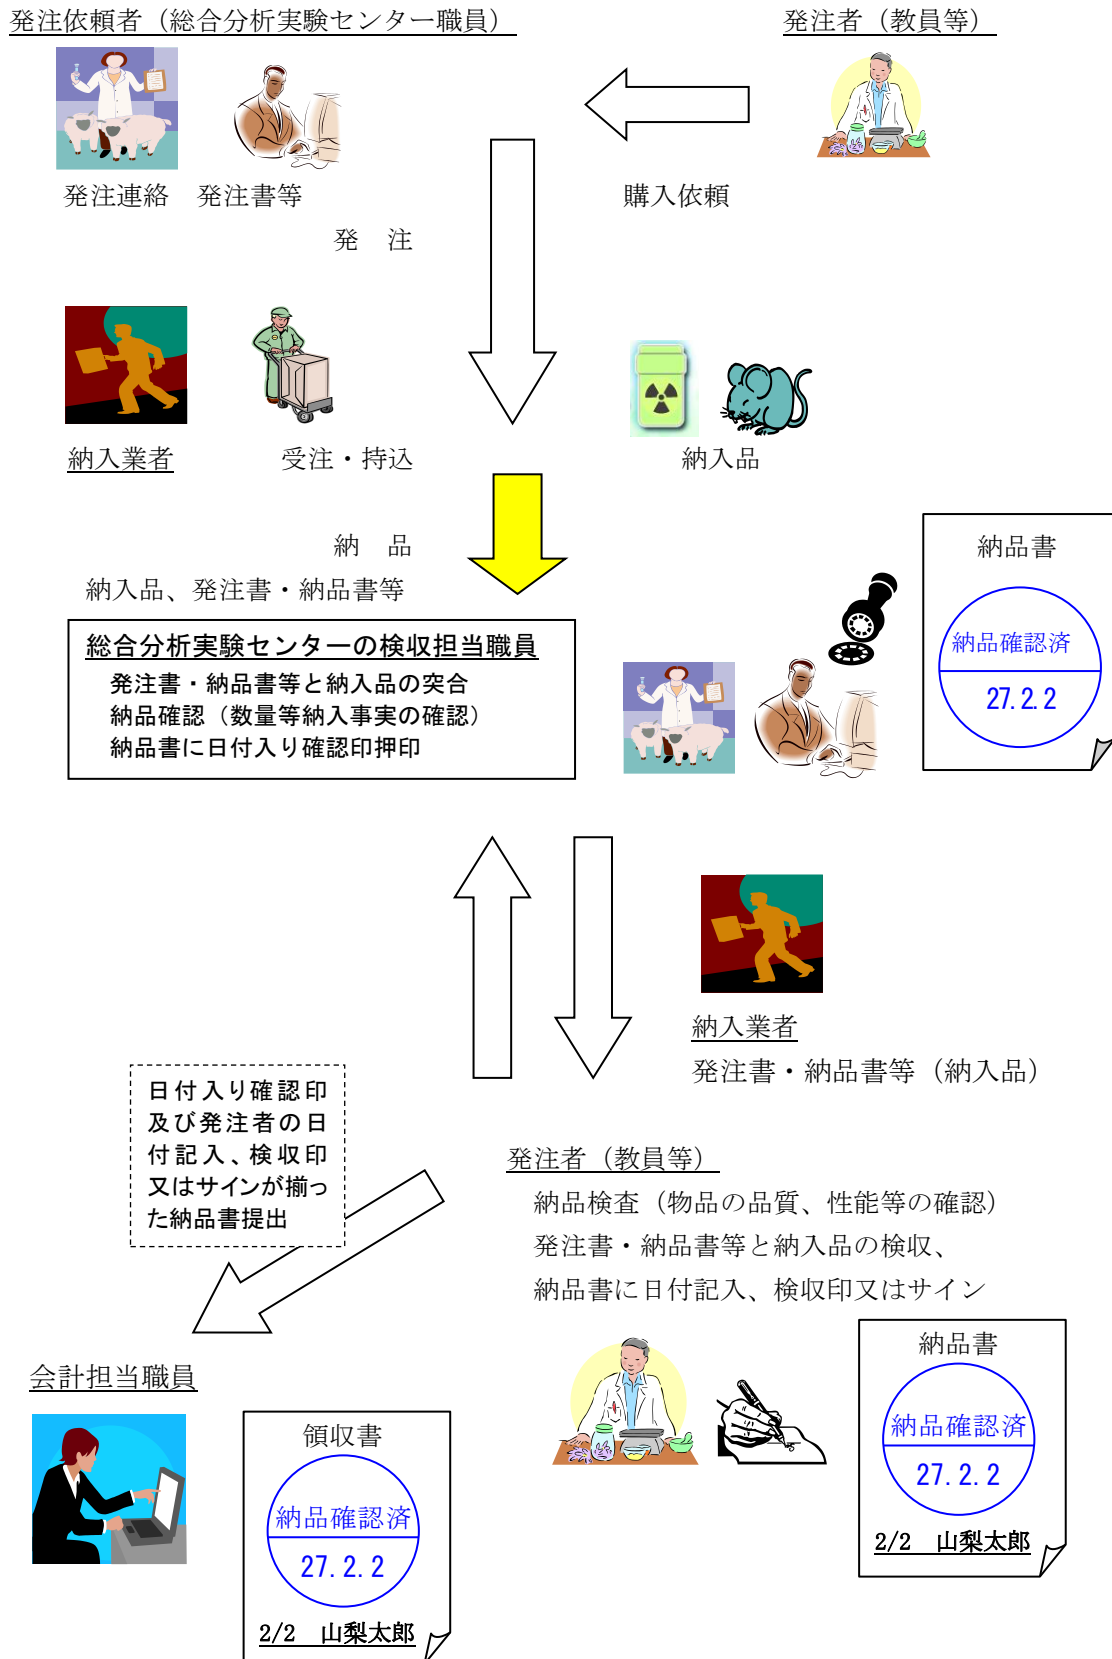 発注依頼者（総合分析実験センター職員）
発注者（教員等）
発注連絡　発注書等
購入依頼
発　注
納入業者
受注・持込
納入品
納　品
納入品、発注書・納品書等
総合分析実験センターの検収担当職員
発注書・納品書等と納入品の突合
納品確認（数量等納入事実の確認）
納品書に日付入り確認印押印
納品書
納品確認済
27.2.2
納入業者
発注書・納品書等（納入品）
日付入り確認印
及び発注者の日
付記入、検収印
又はサインが揃っ
た納品書提出
発注者（教員等）
納品検査（物品の品質、性能等の確認）
発注書・納品書等と納入品の検収、
納品書に日付記入、検収印又はサイン
会計担当職員
領収書
納品確認済
27.2.2
2/2　山梨太郎
納品書
納品確認済
27.2.2
2/2　山梨太郎